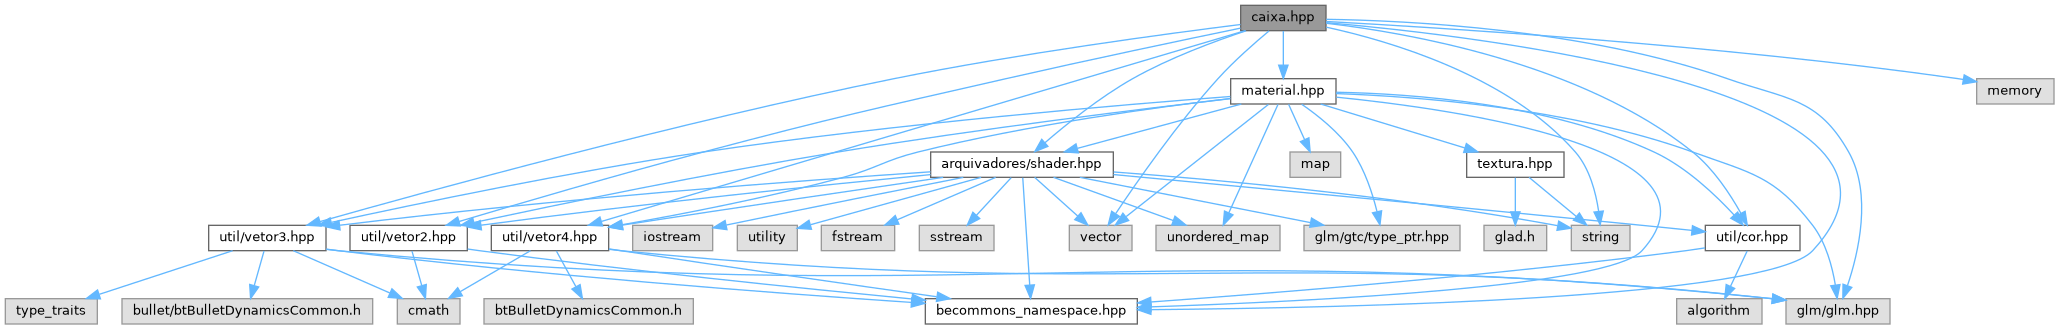 caixa.hpp
material.hpp
memory
arquivadores/shader.hpp
map
textura.hpp
util/vetor3.hpp
util/vetor2.hpp
util/vetor4.hpp
iostream
utility
fstream
sstream
vector
unordered_map
glm/gtc/type_ptr.hpp
glad.h
string
util/cor.hpp
type_traits
bullet/btBulletDynamicsCommon.h
cmath
btBulletDynamicsCommon.h
becommons_namespace.hpp
algorithm
glm/glm.hpp